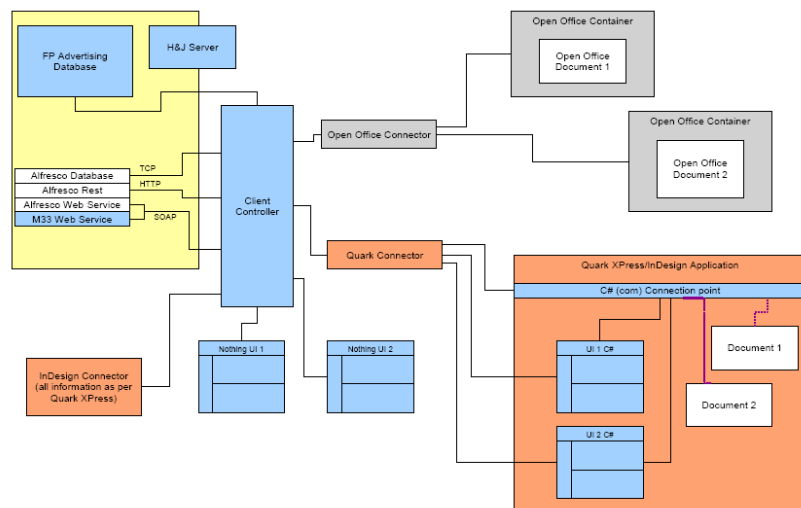 FP Advertising
Database
H&J Server
Open Office Container
Open Office
Document 1
Open Office Connector
Open Office Container
Open Office
Document 2
TCP
Alfresco Database
HTTP
Alfresco Rest
Alfresco Web Service
SOAP
M33 Web Service
Client
Controller
Quark Connector
Quark XPress/InDesign Application
C# (com) Connection point
Nothing UI 1
Nothing UI 2
UI 1 C#
Document 1
InDesign Connector
(all information as per
Quark XPress)
Document 2
UI 2 C#